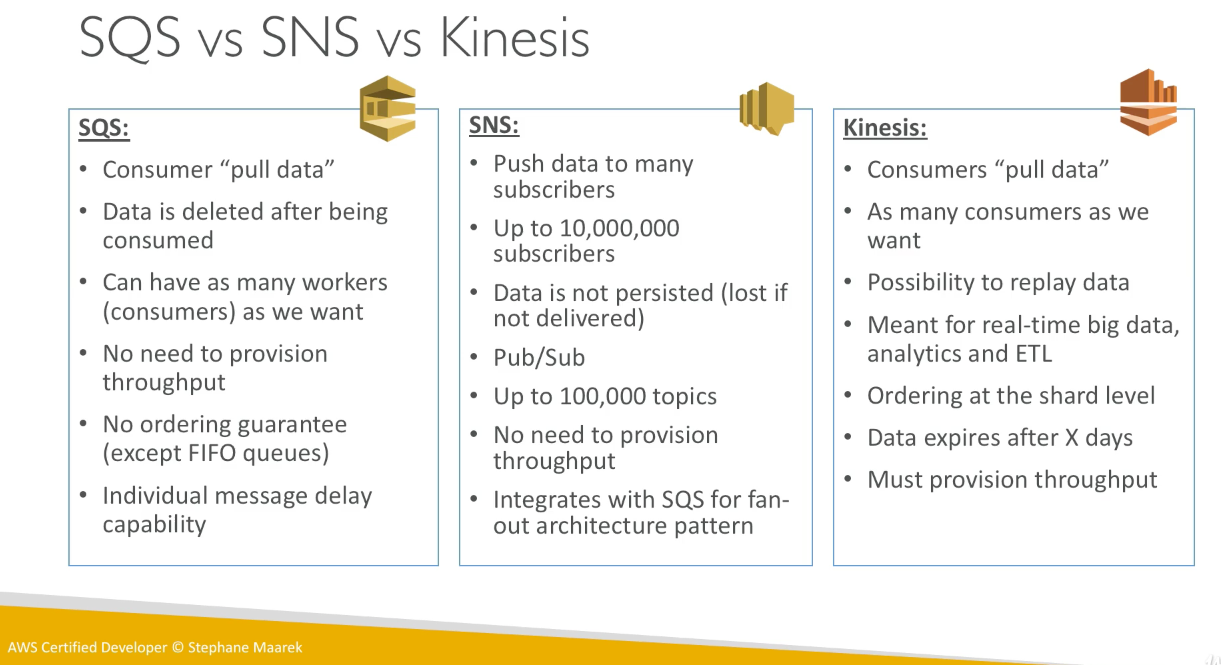 SQS vs SNS vs Kinesis
SQS:
• Consumer “pull data”
• Data is deleted after being
consumed
• Can have as many workers
(consumers) as we want
• No need to provision
throughput
• No ordering guarantee
(except FIFO queues)
• Individual message delay
capability
SNS:
• Push data to many
subscribers
• Up to 10,000,000
subscribers
• Data is not persisted (lost if
not delivered)
• Pub/Sub
• Up to 100,000 topics
• No need to provision
throughput
• Integrates with SQS for fan-
out architecture pattern
Kinesis:
• Consumers “pull data”
• As many consumers as we
want
• Possibility to replay data
• Meant for real-time big data,
analytics and ETL
• Ordering at the shard level
• Data expires after X days
• Must provision throughput
AWS Certified Developer © Stephane Maarek